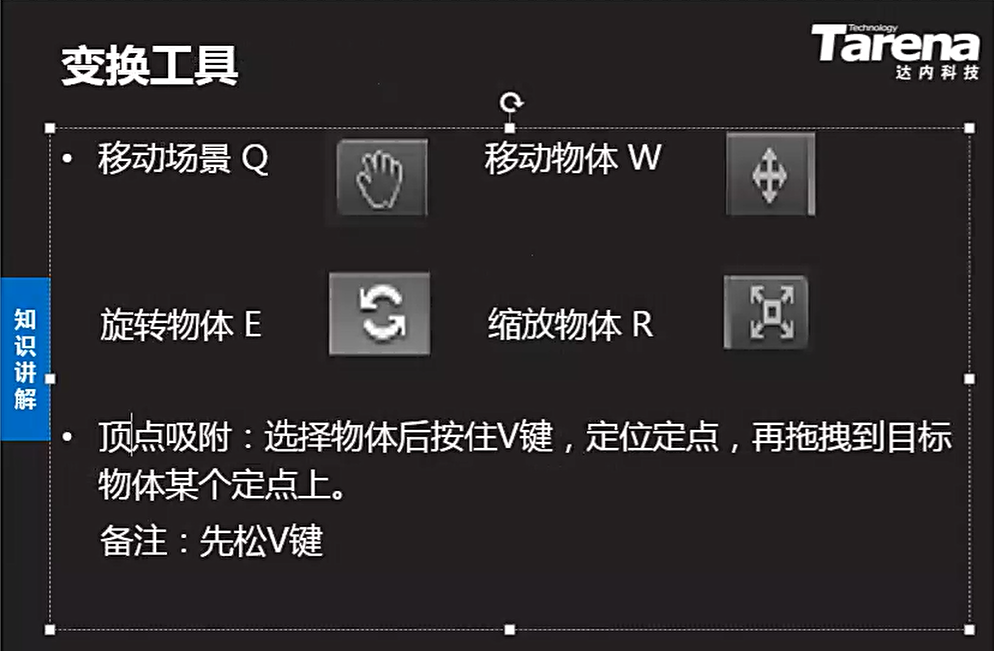 变换工具
Technology
Tarena
达内科技
• 移动场景 Q
移动物体 W
旋转物体 E
缩放物体 R
知识讲解
• 顶点吸附：选择物体后按住V键，定位定点，再拖拽到目标
物体某个定点上。
备注：先松V键